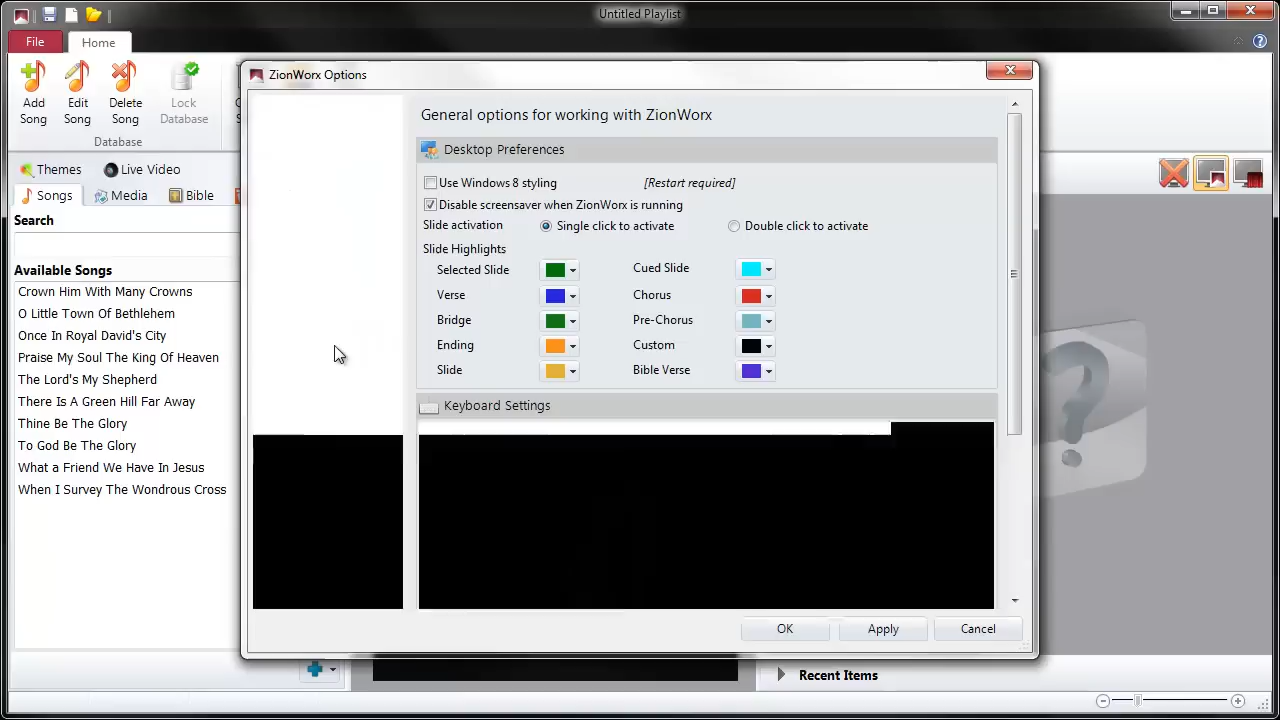 Untitled Playlist
File
Home
Add Song
Edit Song
Delete Song
Lock Database
Database
Themes
Live Video
Songs
Media
Bible
Search
Available Songs
Crown Him With Many Crowns
O Little Town Of Bethlehem
Once In Royal David's City
Praise My Soul The King Of Heaven
The Lord's My Shepherd
There Is A Green Hill Far Away
Thine Be The Glory
To God Be The Glory
What a Friend We Have In Jesus
When I Survey The Wondrous Cross
ZionWorx Options
General options for working with ZionWorx
Desktop Preferences
Use Windows 8 styling [Restart required]
Disable screensaver when ZionWorx is running
Slide activation Single click to activate Double click to activate
Slide Highlights
Selected Slide Cued Slide
Verse Chorus
Bridge Pre-Chorus
Ending Custom
Slide Bible Verse
Keyboard Settings
OK Apply Cancel
Recent Items